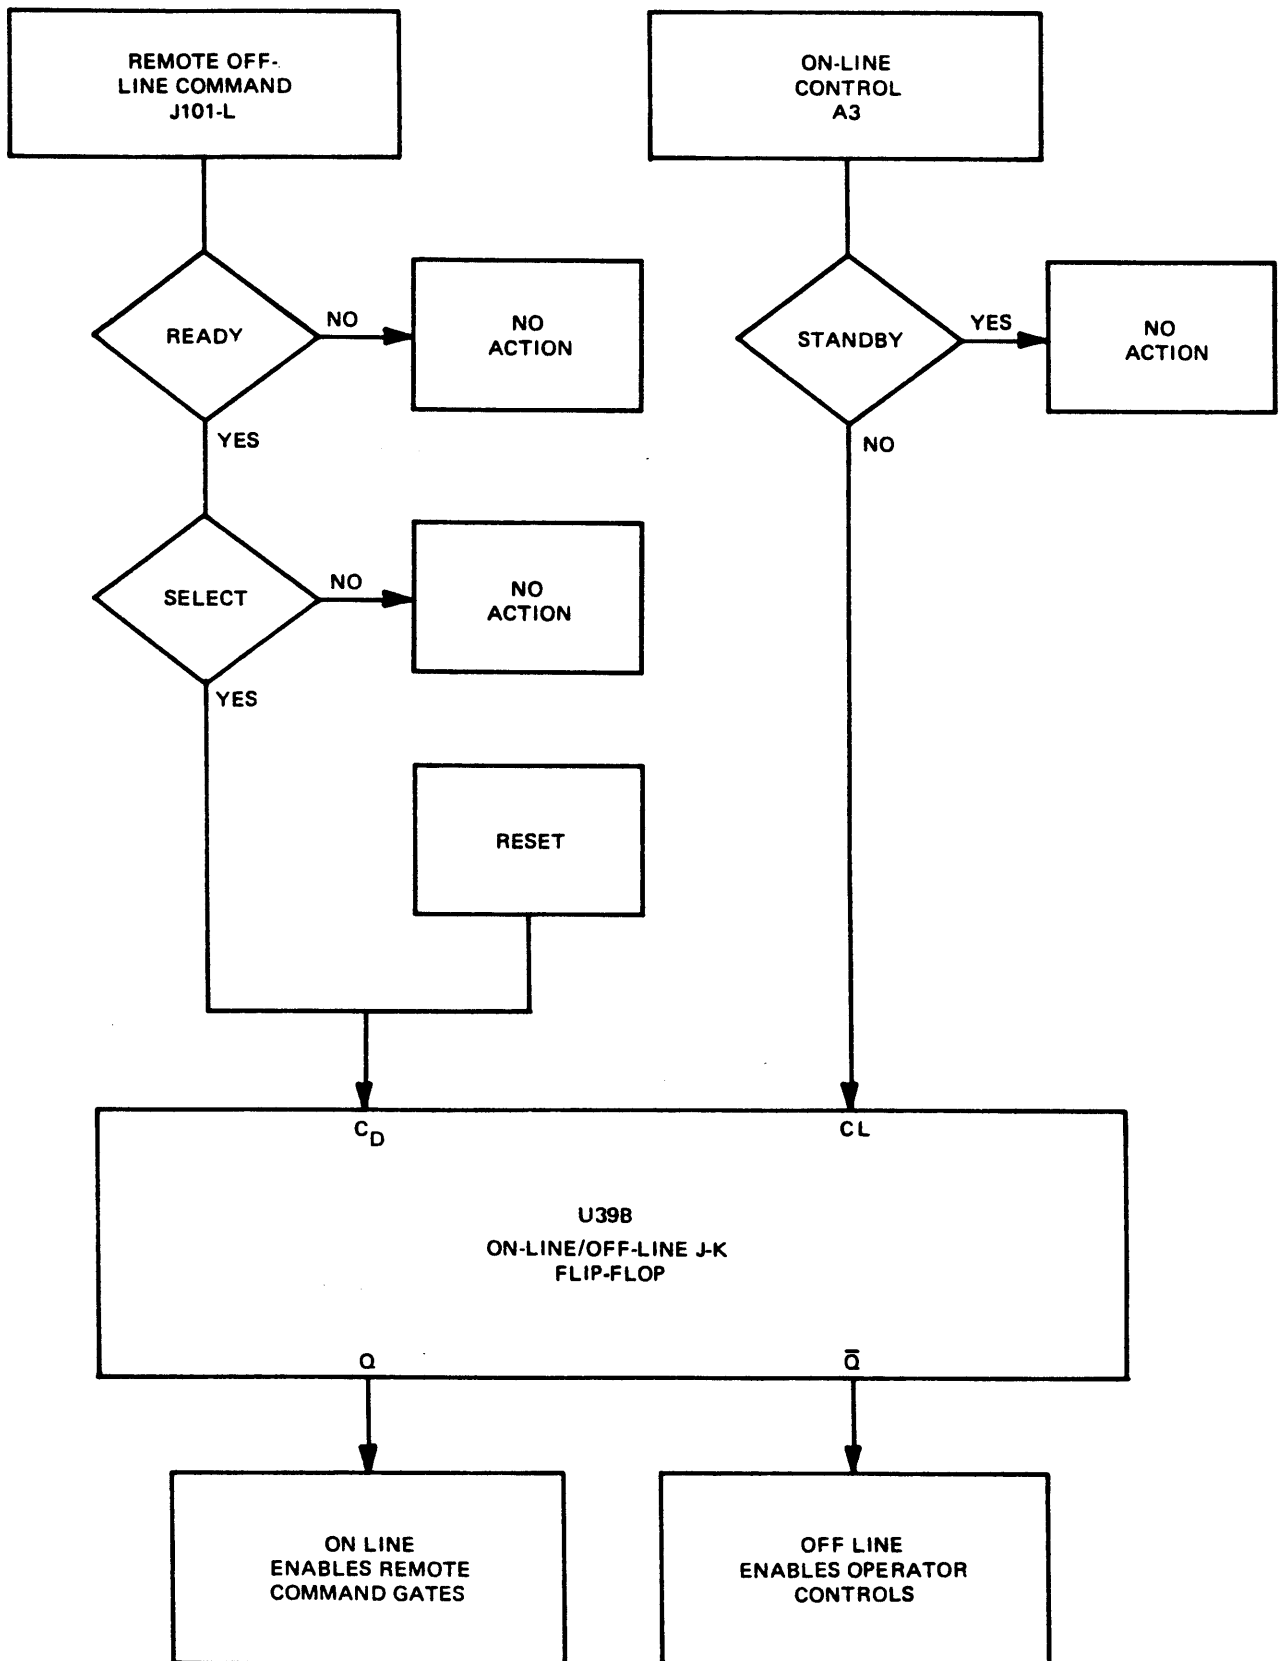 REMOTE OFF-
LINE COMMAND
J101-L
ON-LINE
CONTROL
A3
READY
NO
NO
ACTION
STANDBY
YES
NO
ACTION
YES
NO
SELECT
NO
NO
ACTION
YES
RESET
CD
CL
U39B
ON-LINE/OFF-LINE J-K
FLIP-FLOP
Q
Q̅
ON LINE
ENABLES REMOTE
COMMAND GATES
OFF LINE
ENABLES OPERATOR
CONTROLS